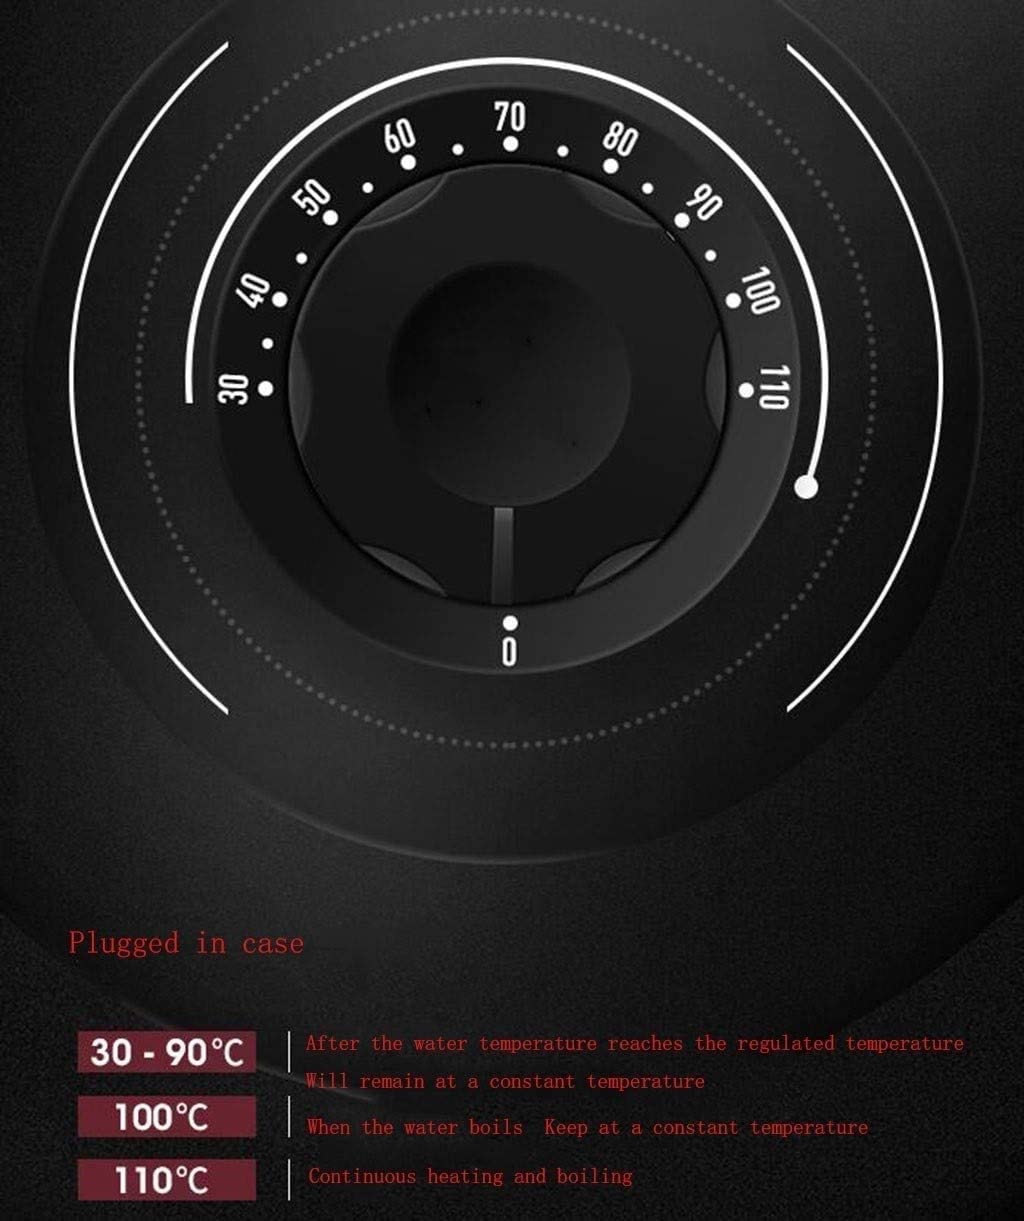 70
60
80
50
90
40
100
30
110
0
Plugged in case
30 - 90°C
After the water temperature reaches the regulated temperature
Will remain at a constant temperature
100°C
When the water boils Keep at a constant temperature
110°C
Continuous heating and boiling